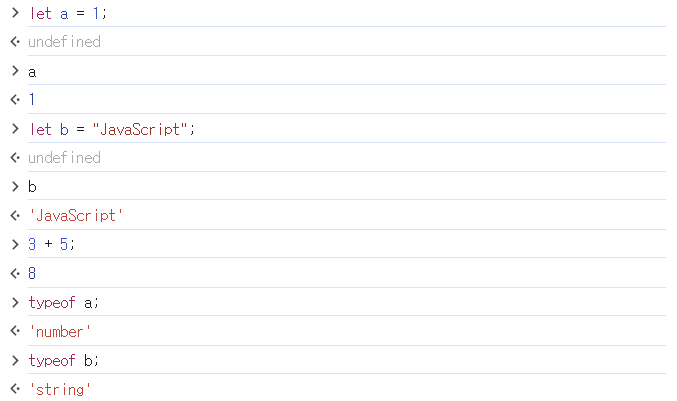 let a = 1;
undefined
a
1
let b = "JavaScript";
undefined
b
'JavaScript'
3 + 5;
8
typeof a;
'number'
typeof b;
'string'